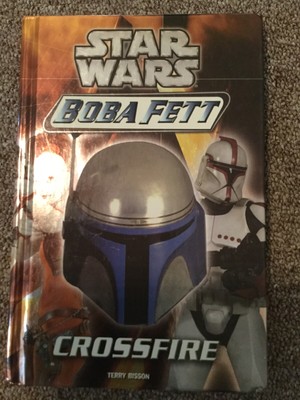 STAR
WARS
BOBA FETT
CROSSFIRE
TERRY BISSON